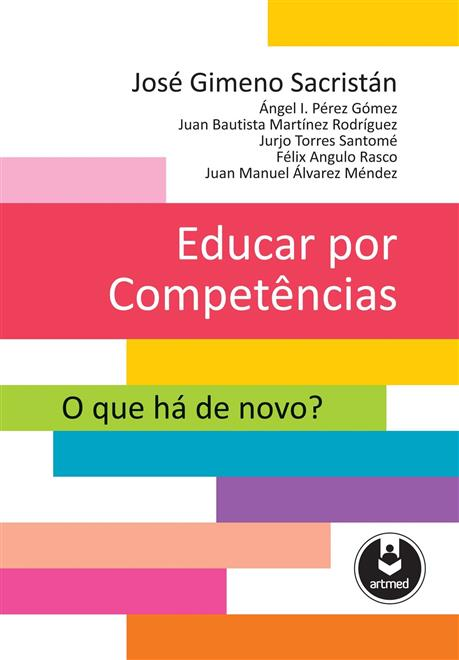 José Gimeno Sacristán
Ángel I. Pérez Gómez
Juan Bautista Martínez Rodríguez
Jurjo Torres Santomé
Félix Angulo Rasco
Juan Manuel Álvarez Méndez
Educar por
Competências
O que há de novo?
artmed